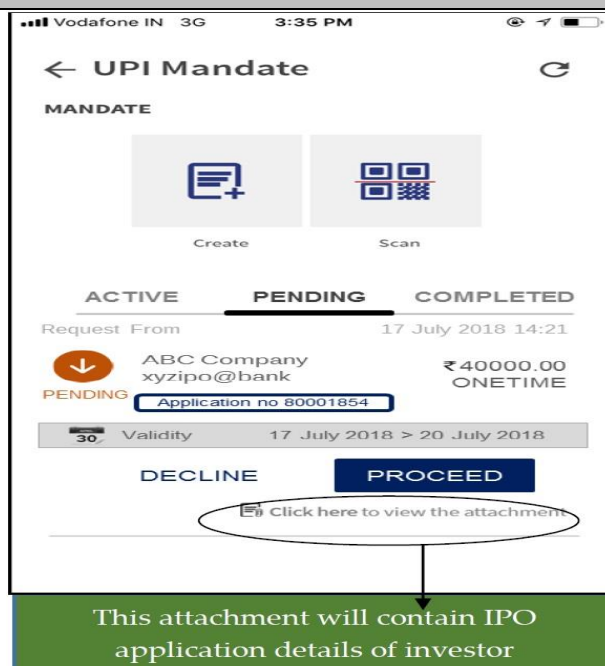 Vodafone IN 3G 3:35 PM
← UPI Mandate
MANDATE
Create Scan
ACTIVE PENDING COMPLETED
Request From 17 July 2018 14:21
ABC Company ₹40000.00
xyzipo@bank ONETIME
PENDING
Application no 80001854
30 Validity 17 July 2018 > 20 July 2018
DECLINE PROCEED
Click here to view the attachment
This attachment will contain IPO
application details of investor